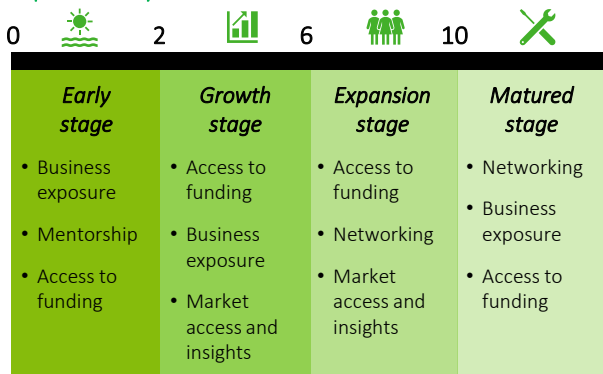 0 2 6 10
Early
stage
• Business
exposure
• Mentorship
• Access to
funding
Growth
stage
• Access to
funding
• Business
exposure
• Market
access and
insights
Expansion
stage
• Access to
funding
• Networking
• Market
access and
insights
Matured
stage
• Networking
• Business
exposure
• Access to
funding